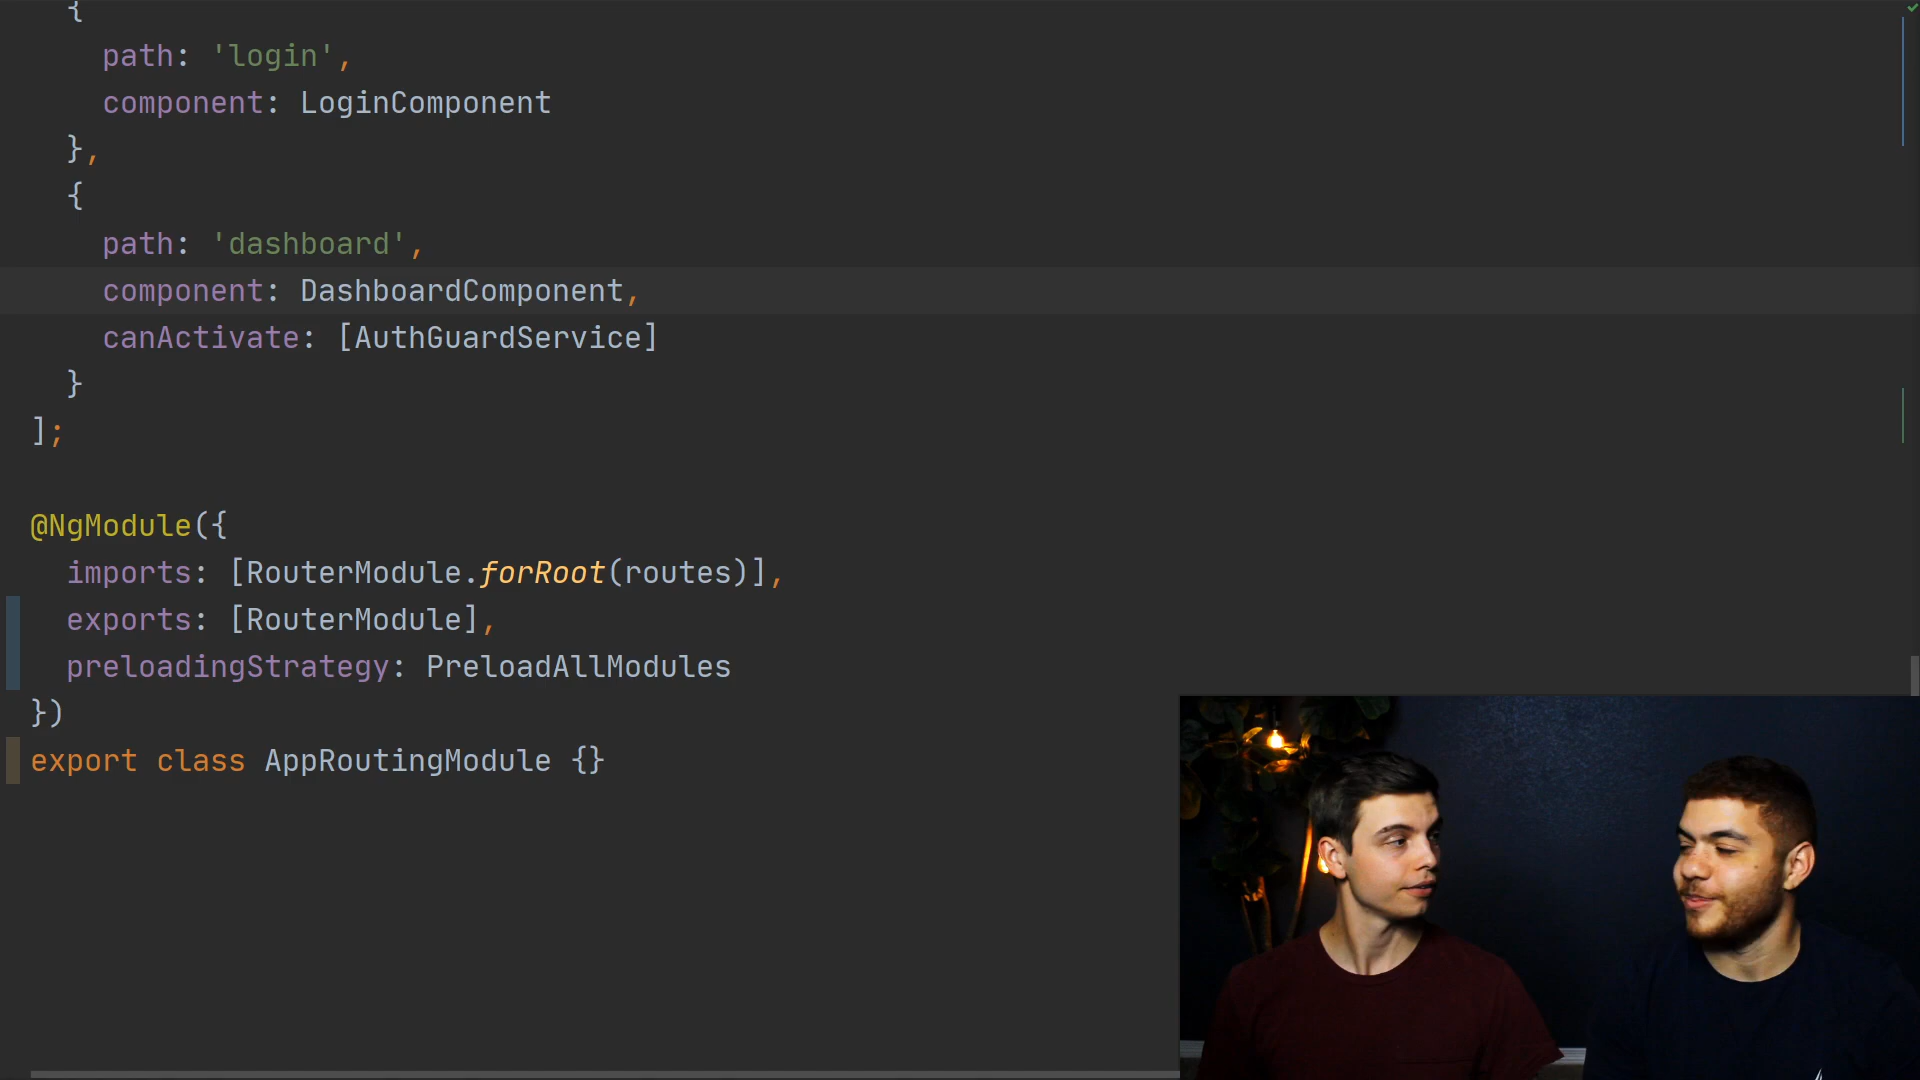 {
path: 'login',
component: LoginComponent
},
{
path: 'dashboard',
component: DashboardComponent,
canActivate: [AuthGuardService]
}
];
@NgModule({
imports: [RouterModule.forRoot(routes)],
exports: [RouterModule],
preloadingStrategy: PreloadAllModules
})
export class AppRoutingModule {}